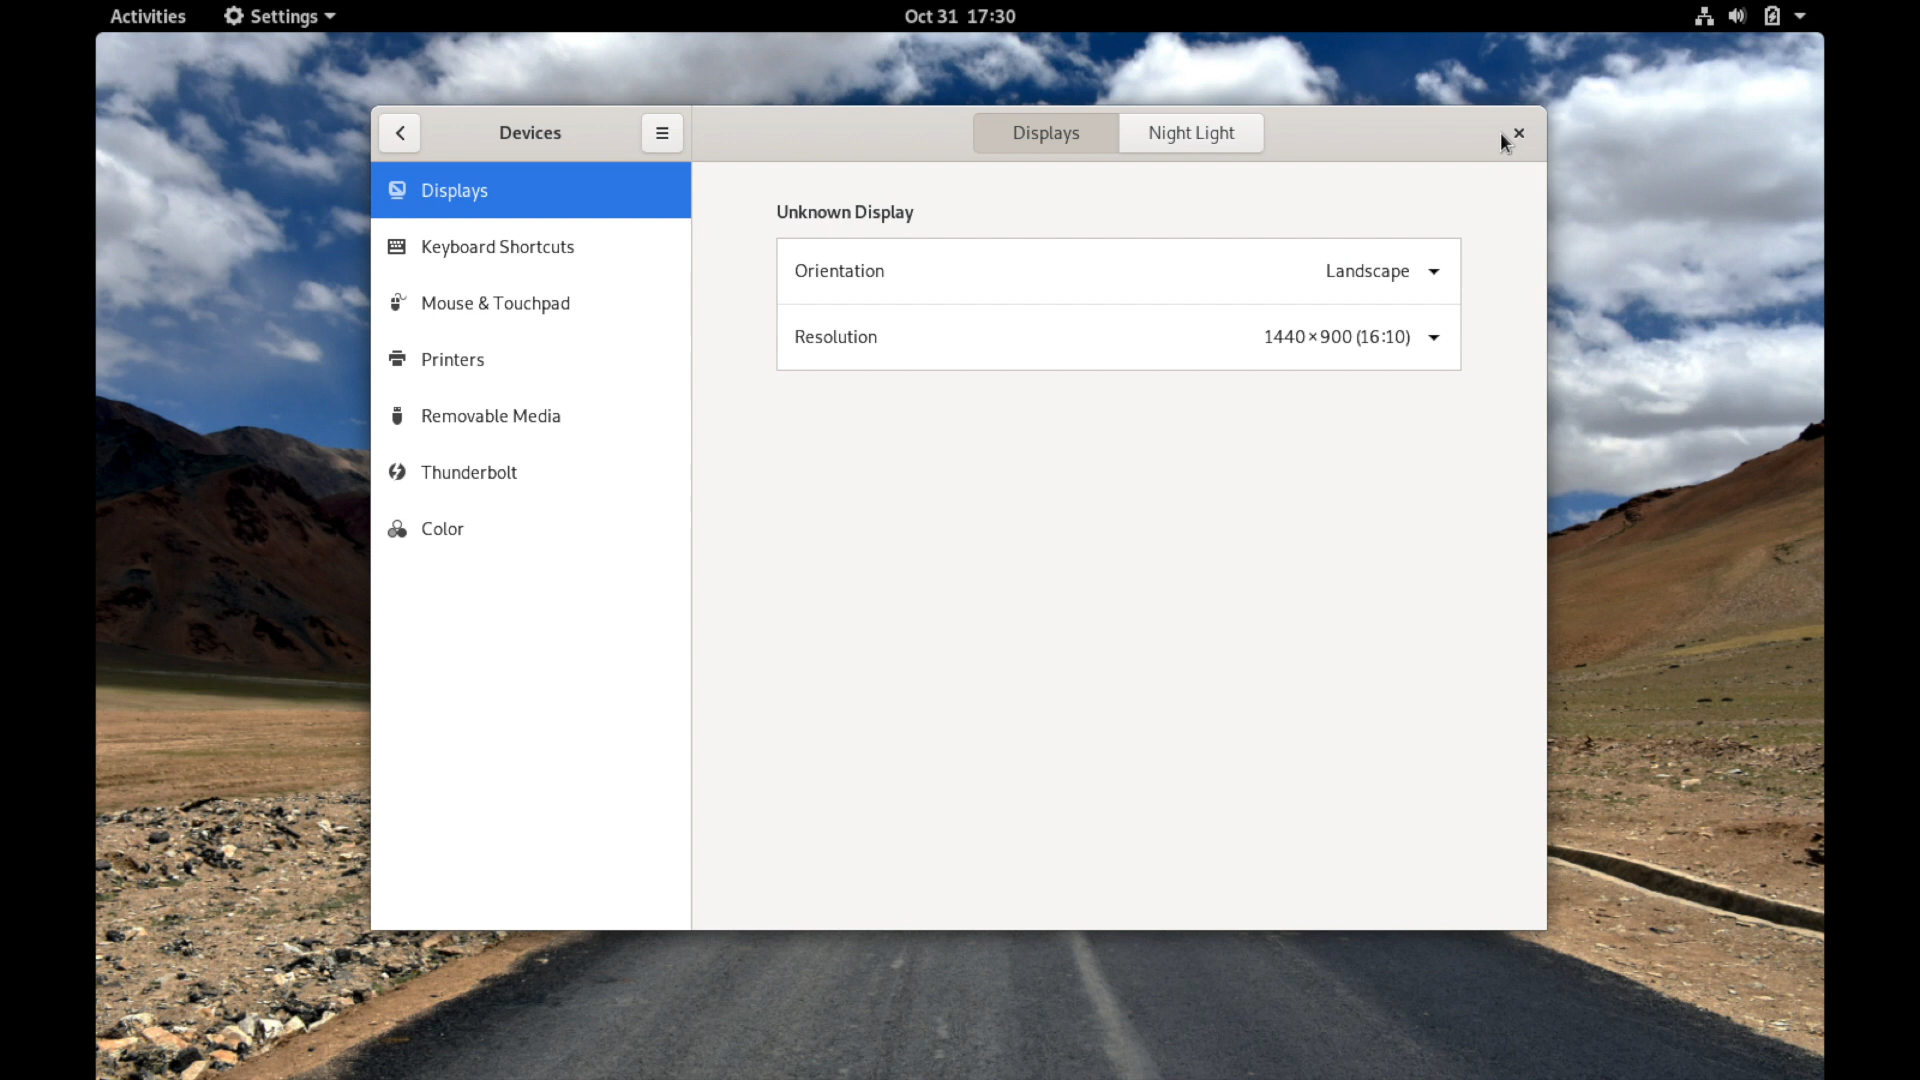 Activities
Settings
Oct 31 17:30
Devices
Displays
Night Light
Displays
Keyboard Shortcuts
Mouse & Touchpad
Printers
Removable Media
Thunderbolt
Color
Unknown Display
Orientation
Landscape
Resolution
1440×900 (16:10)